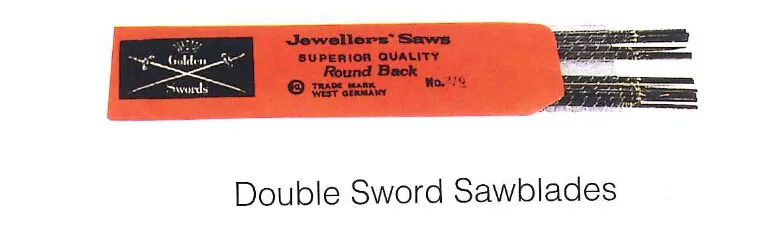 Golden
Swords
Jewellers' Saws
SUPERIOR QUALITY
Round Back
TRADE MARK
WEST GERMANY
No.
Double Sword Sawblades